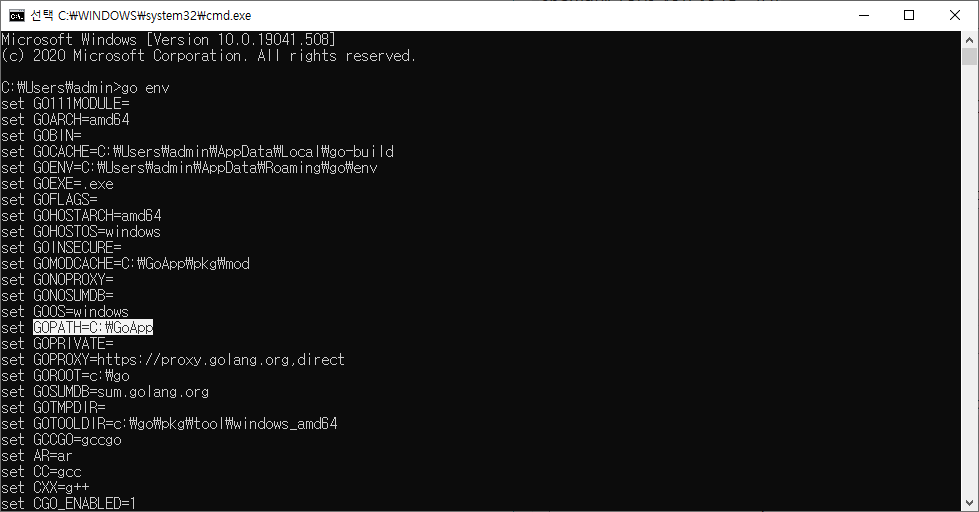 선택 C:₩WINDOWS₩system32₩cmd.exe
Microsoft Windows [Version 10.0.19041.508]
(c) 2020 Microsoft Corporation. All rights reserved.
C:₩Users₩admin>go env
set GO111MODULE=
set GOARCH=amd64
set GOBIN=
set GOCACHE=C:₩Users₩admin₩AppData₩Local₩go-build
set GOENV=C:₩Users₩admin₩AppData₩Roaming₩go₩env
set GOEXE=.exe
set GOFLAGS=
set GOHOSTARCH=amd64
set GOHOSTOS=windows
set GOINSECURE=
set GOMODCACHE=C:₩GoApp₩pkg₩mod
set GONOPROXY=
set GONOSUMDB=
set GOOS=windows
set GOPATH=C:₩GoApp
set GOPRIVATE=
set GOPROXY=https://proxy.golang.org,direct
set GOROOT=c:₩go
set GOSUMDB=sum.golang.org
set GOTMPDIR=
set GOTOOLDIR=c:₩go₩pkg₩tool₩windows_amd64
set GCCGO=gccgo
set AR=ar
set CC=gcc
set CXX=g++
set CGO_ENABLED=1